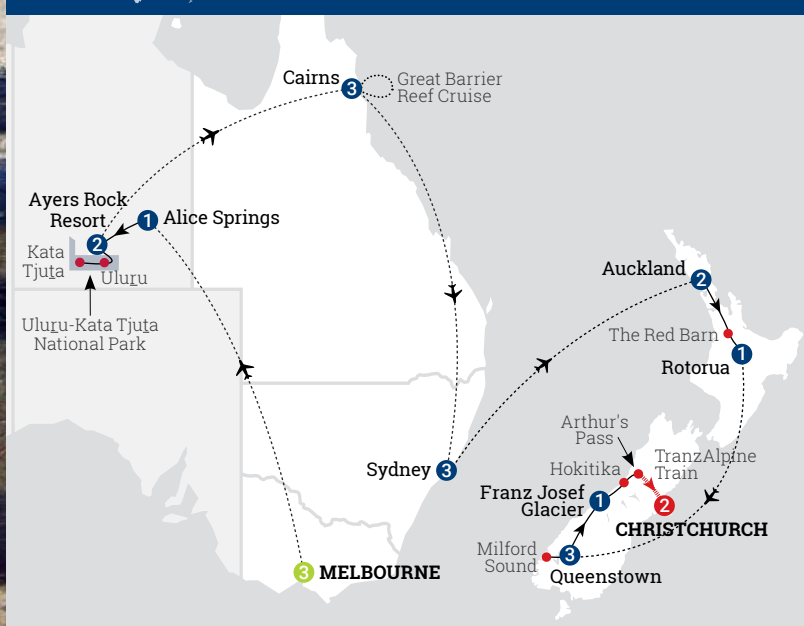 Cairns
3
Great Barrier
Reef Cruise
Ayers Rock
Resort
2
1
Alice Springs
Kata
Tjuṯa
Uluṟu
Uluṟu-Kata Tjuṯa
National Park
Auckland
2
The Red Barn
1
Rotorua
Arthur's
Pass
TranzAlpine
Train
Hokitika
Sydney
3
Franz Josef
Glacier
1
2
CHRISTCHURCH
Milford
Sound
3
Queenstown
3
MELBOURNE